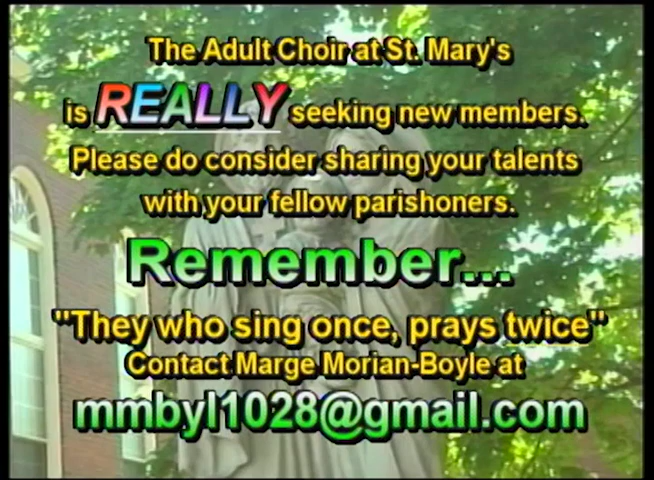 The Adult Choir at St. Mary's
is REALLY seeking new members.
Please do consider sharing your talents
with your fellow parishoners.
Remember...
"They who sing once, prays twice"
Contact Marge Morian-Boyle at
mmbyl1028@gmail.com